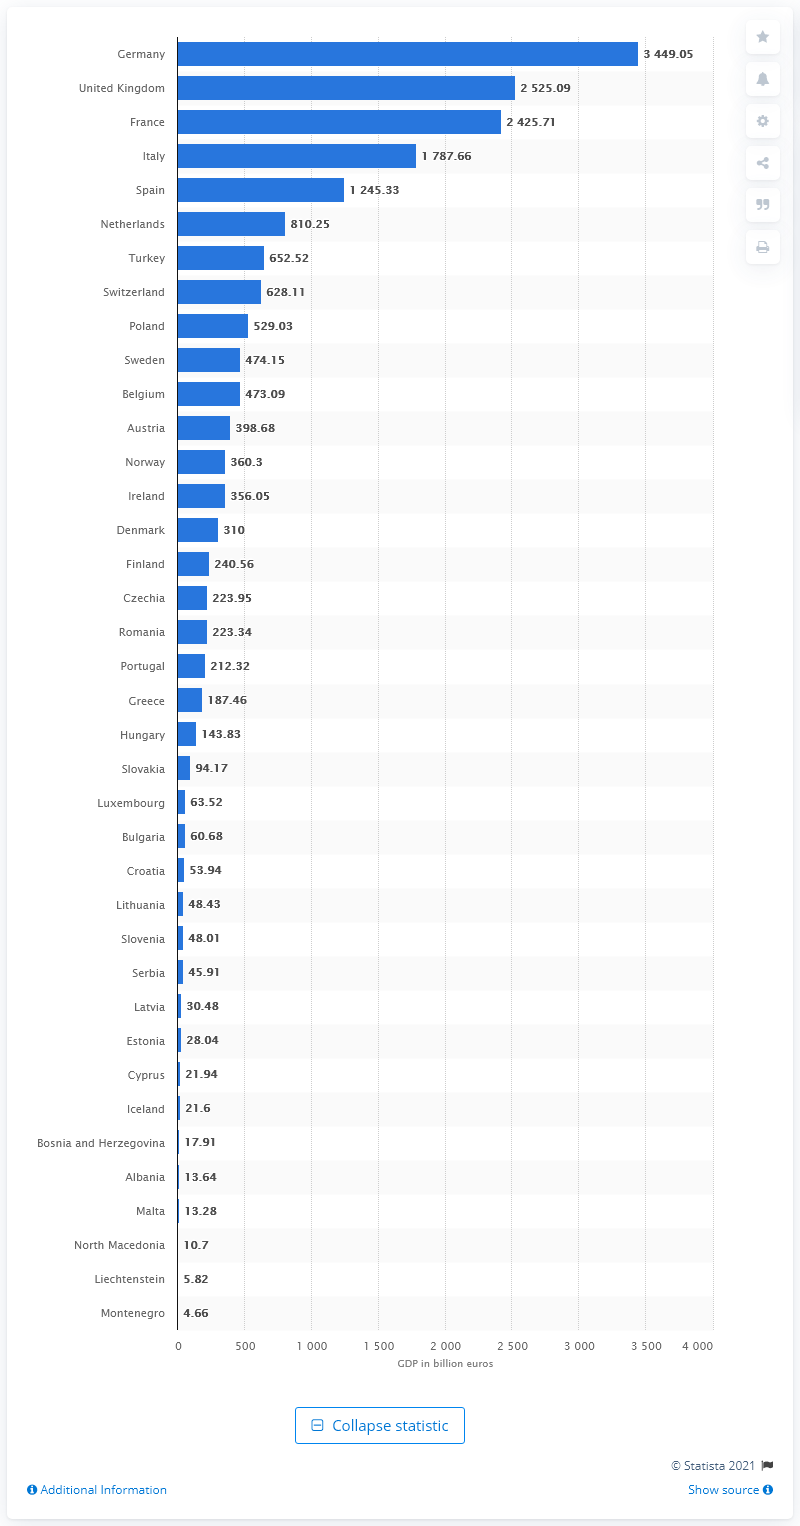 Germany 3 449.05
United Kingdom 2 525.09
France 2 425.71
Italy 1 787.66
Spain 1 245.33
Netherlands 810.25
Turkey 652.52
Switzerland 628.11
Poland 529.03
Sweden 474.15
Belgium 473.09
Austria 398.68
Norway 360.3
Ireland 356.05
Denmark 310
Finland 240.56
Czechia 223.95
Romania 223.34
Portugal 212.32
Greece 187.46
Hungary 143.83
Slovakia 94.17
Luxembourg 63.52
Bulgaria 60.68
Croatia 53.94
Lithuania 48.43
Slovenia 48.01
Serbia 45.91
Latvia 30.48
Estonia 28.04
Cyprus 21.94
Iceland 21.6
Bosnia and Herzegovina 17.91
Albania 13.64
Malta 13.28
North Macedonia 10.7
Liechtenstein 5.82
Montenegro 4.66
0 500 1 000 1 500 2 000 2 500 3 000 3 500 4 000
GDP in billion euros
Collapse statistic
© Statista 2021
Additional Information Show source